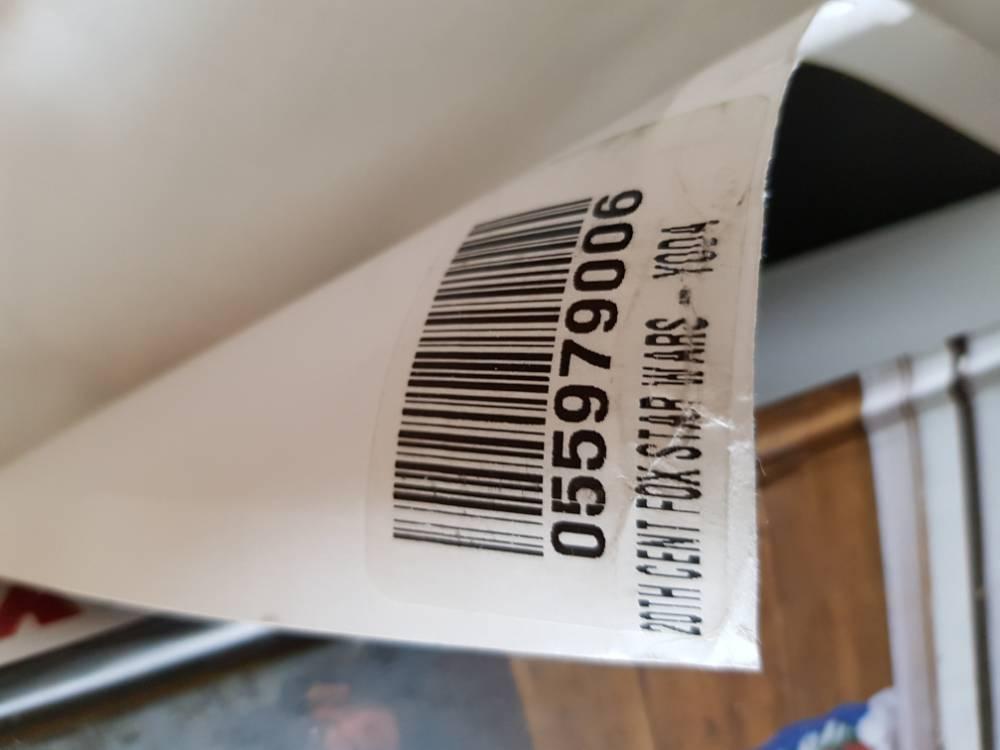 055979006
20TH CENT FOX STAR WARS - YODA